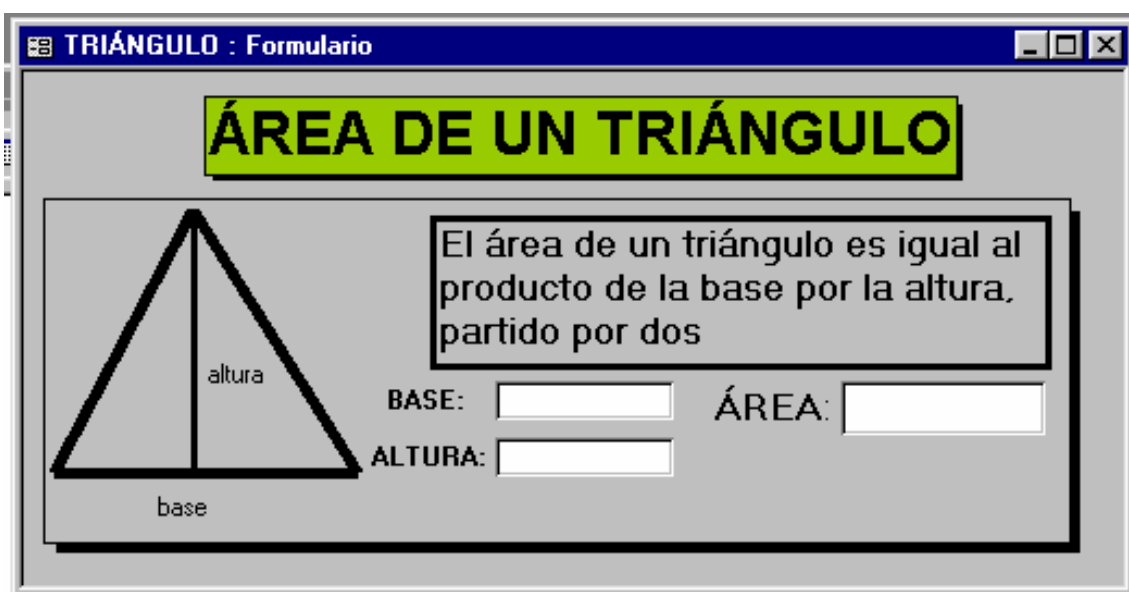 TRIÁNGULO : Formulario
ÁREA DE UN TRIÁNGULO
El área de un triángulo es igual al
producto de la base por la altura,
partido por dos
altura
BASE:
ÁREA:
ALTURA:
base